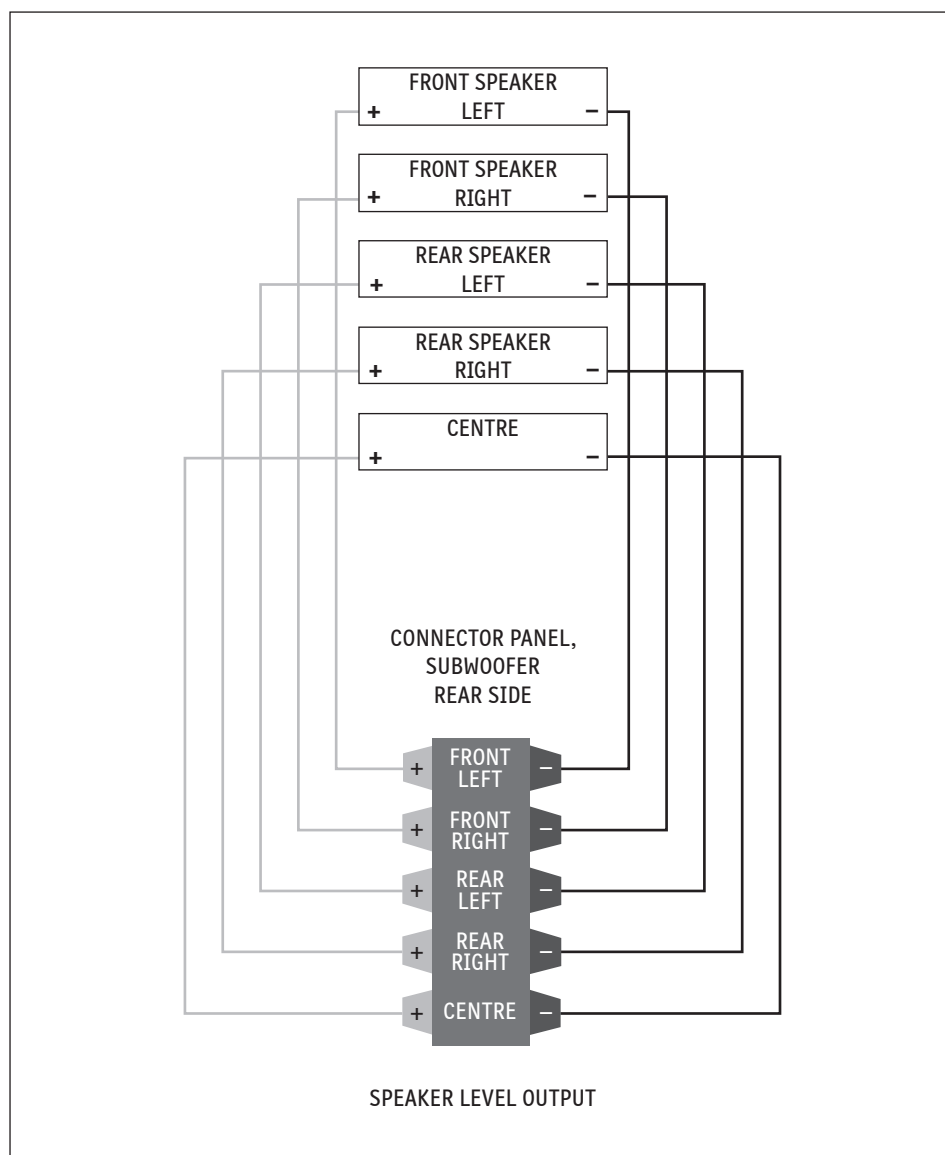 FRONT SPEAKER
LEFT
+ –
FRONT SPEAKER
RIGHT
+ –
REAR SPEAKER
LEFT
+ –
REAR SPEAKER
RIGHT
+ –
CENTRE
+ –
CONNECTOR PANEL,
SUBWOOFER
REAR SIDE
FRONT
LEFT
+ –
FRONT
RIGHT
+ –
REAR
LEFT
+ –
REAR
RIGHT
+ –
+ CENTRE –
SPEAKER LEVEL OUTPUT